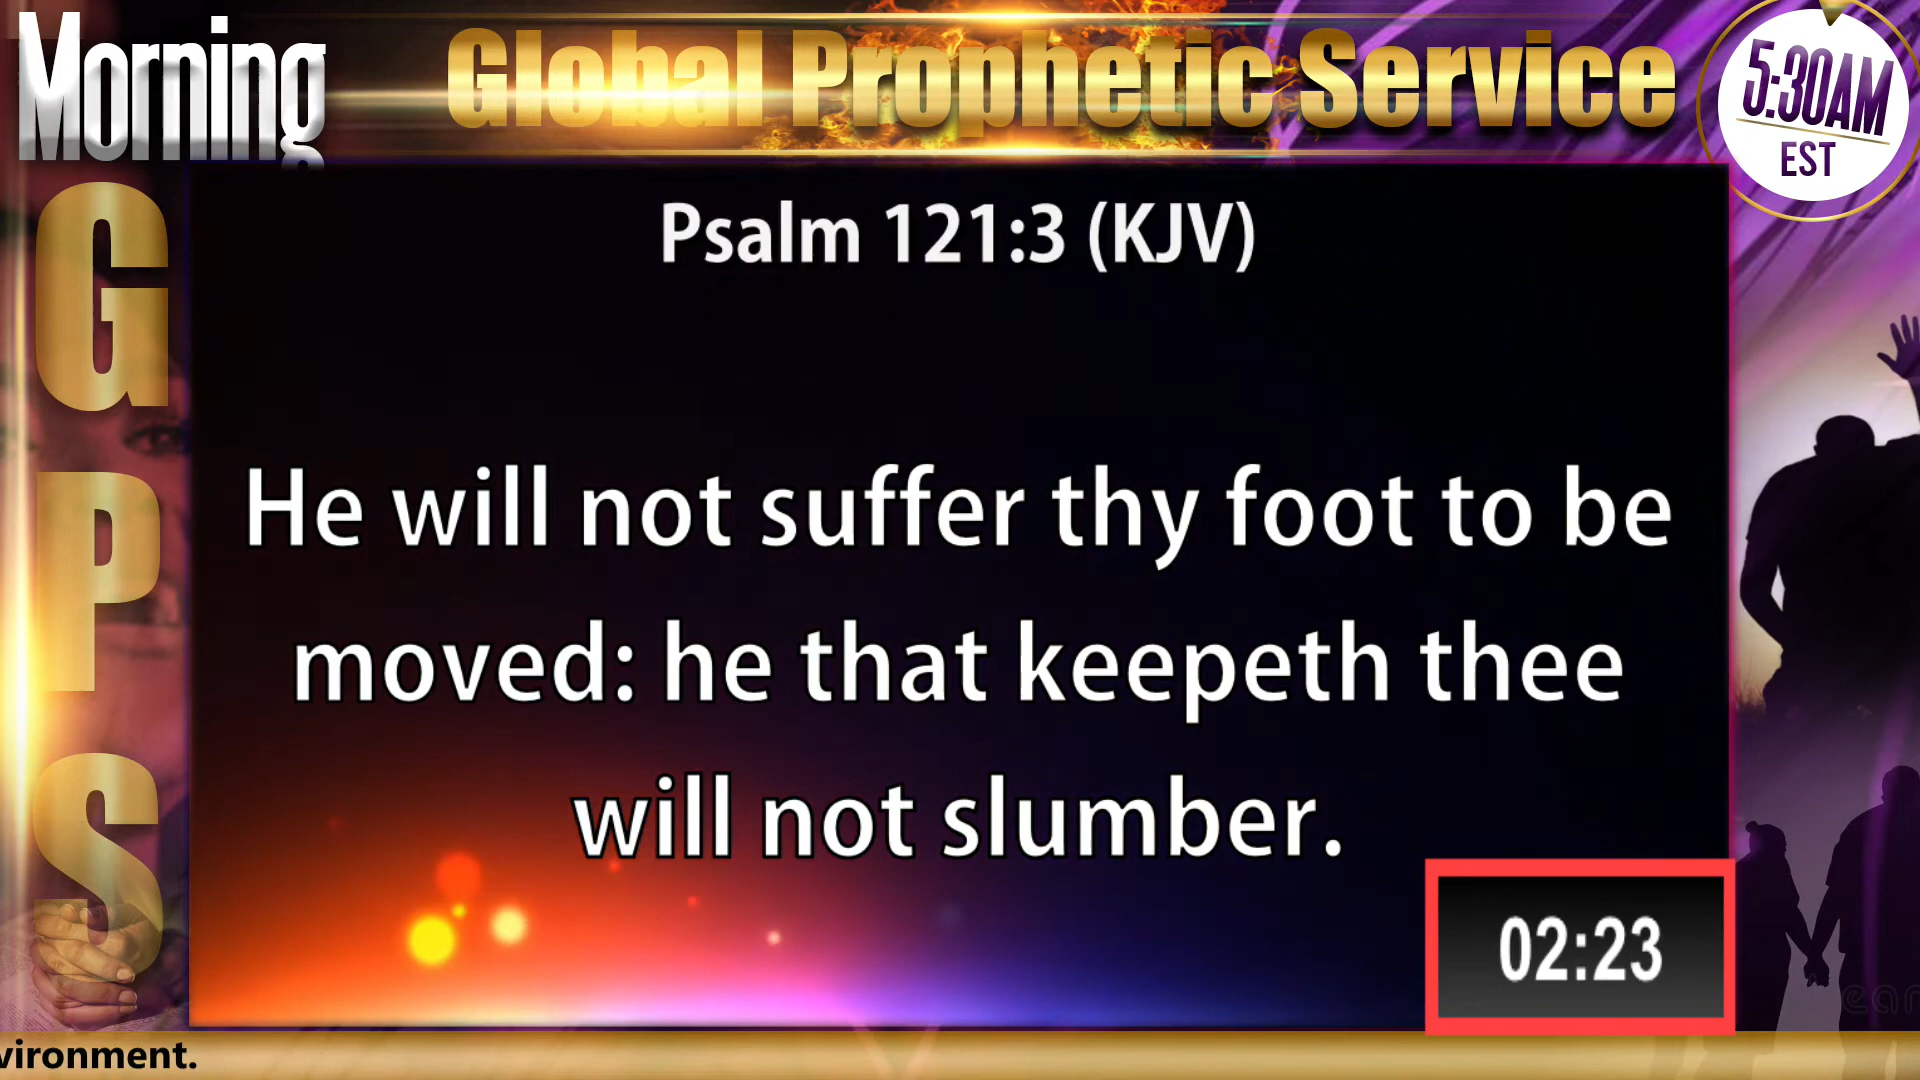 Morning
Global Prophetic Service
5:30AM
EST
G
P
S
Psalm 121:3 (KJV)
He will not suffer thy foot to be
moved: he that keepeth thee
will not slumber.
02:23
vironment.